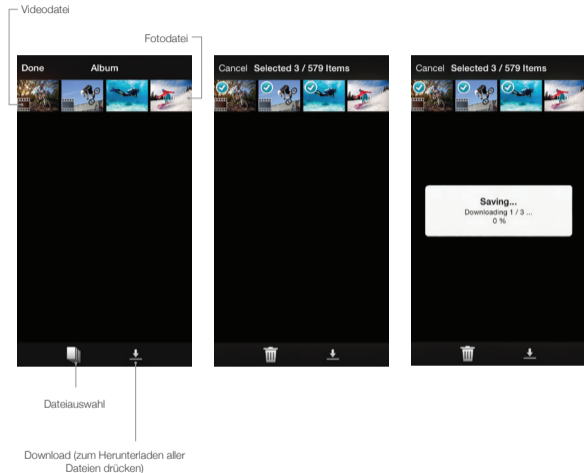 Videodatei
Fotodatei
Done Album
Cancel Selected 3 / 579 Items
Cancel Selected 3 / 579 Items
Saving...
Downloading 1 / 3 ...
0 %
Dateiauswahl
Download (zum Herunterladen aller
Dateien drücken)